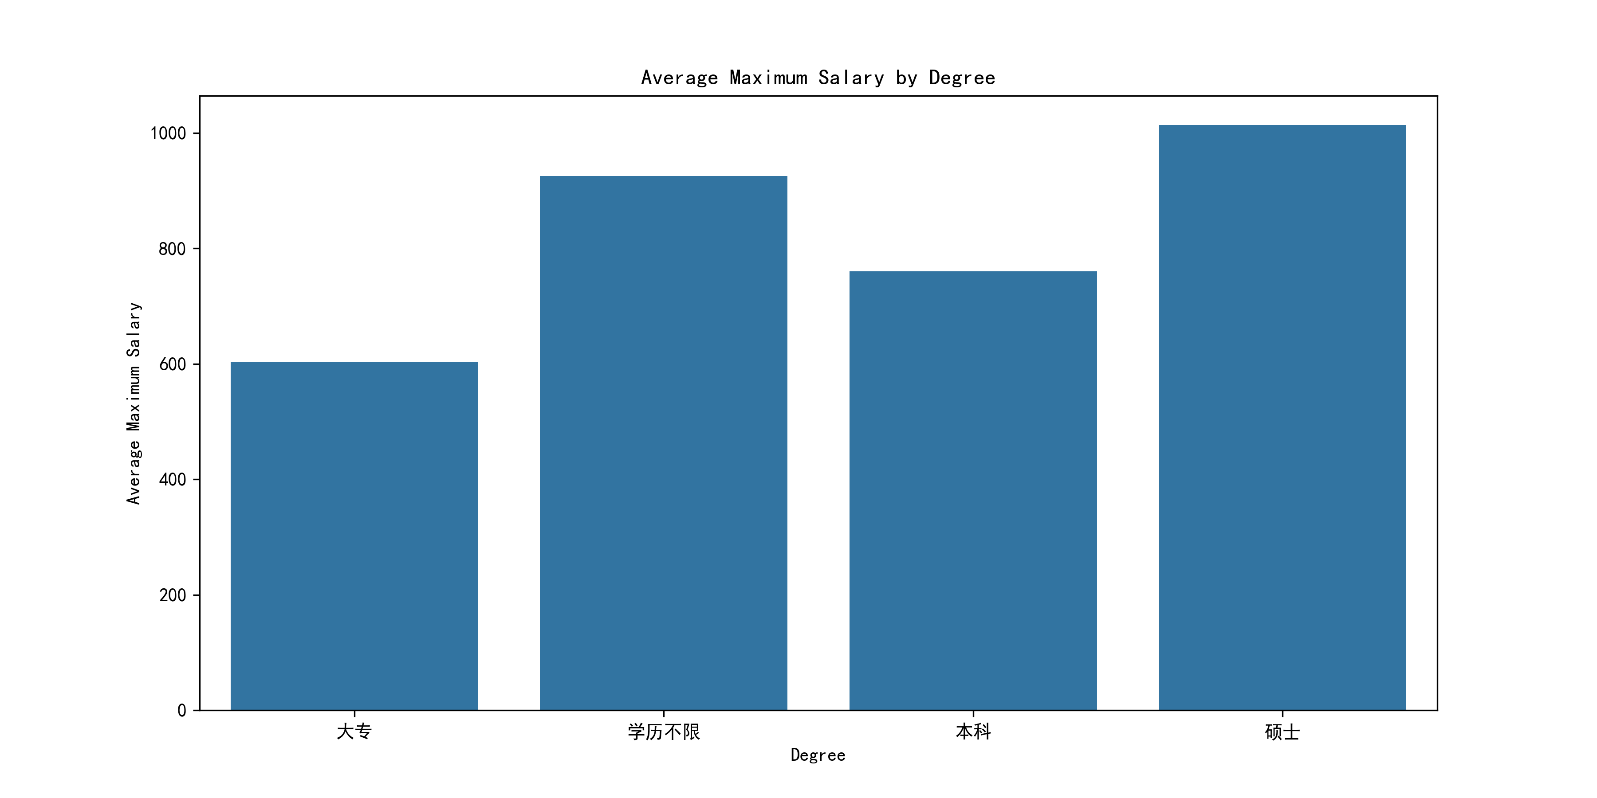 Average Maximum Salary by Degree
Average Maximum Salary
1000
800
600
400
200
0
大专
学历不限
本科
硕士
Degree